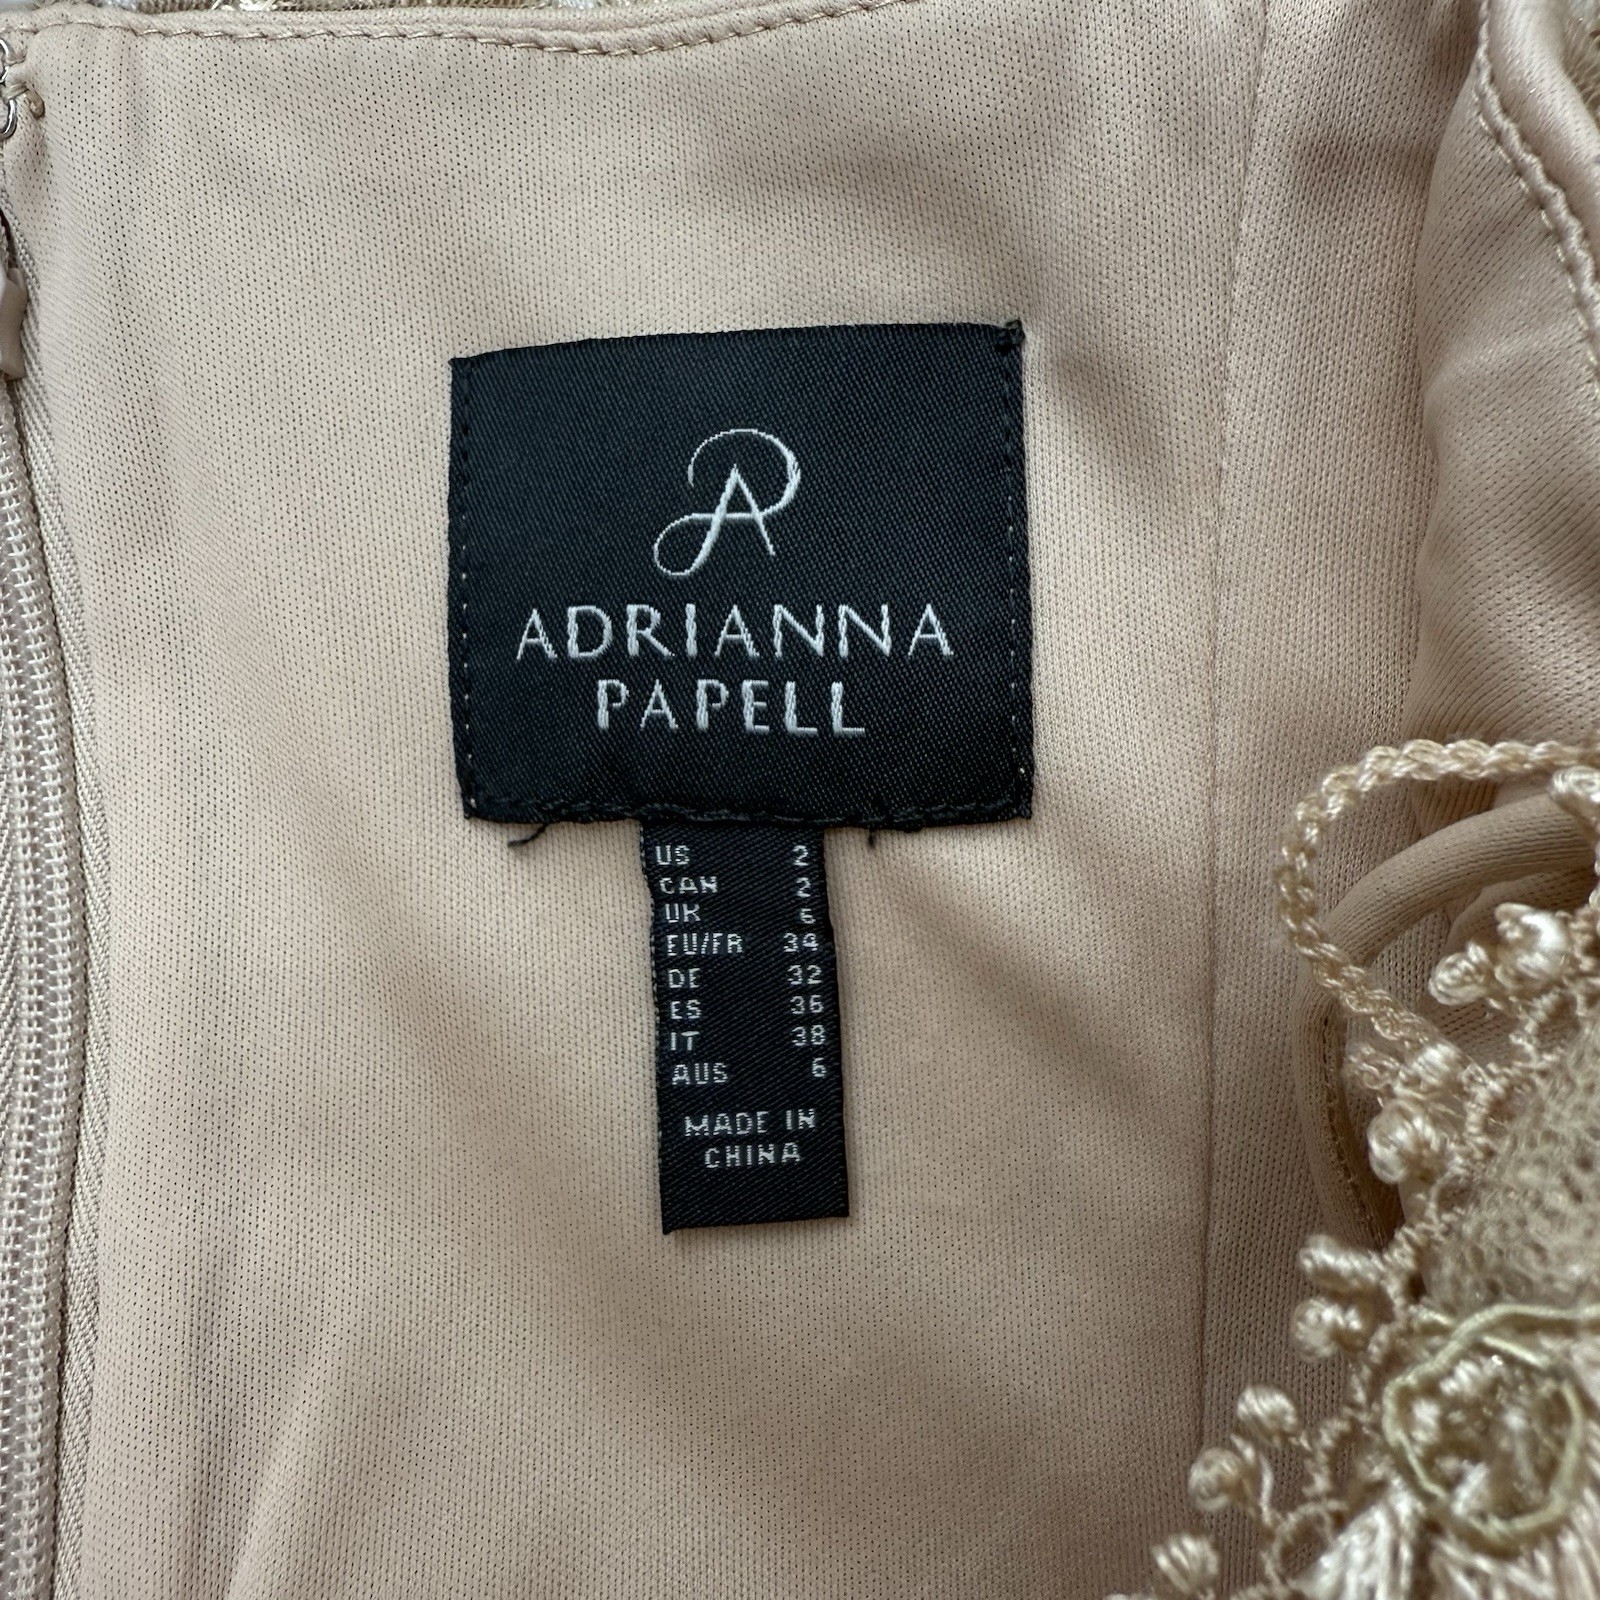 ADRIANNA
PAPELL
US 2
CAN 2
UK 6
EU/FR 34
DE 32
ES 36
IT 38
AUS 6
MADE IN
CHINA